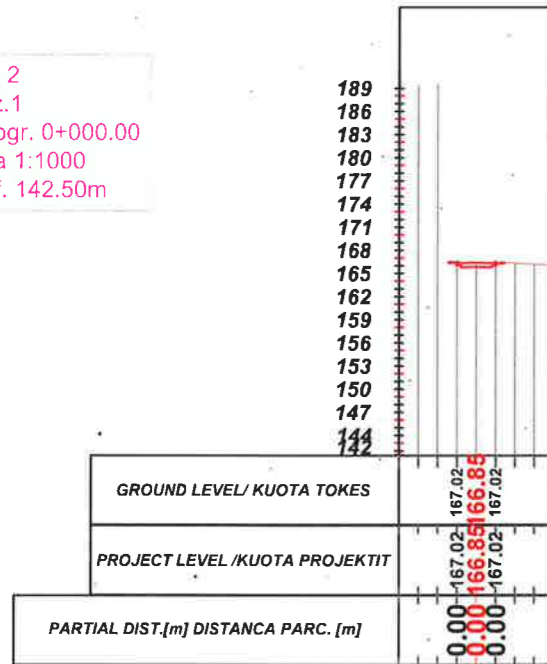 2
z.1
ogr. 0+000.00
a 1:1000
f. 142.50m
189
186
183
180
177
174
171
168
165
162
159
156
153
150
147
144
142
GROUND LEVEL/ KUOTA TOKES
167.02 166.85 167.02
PROJECT LEVEL /KUOTA PROJEKTIT
167.02 166.85 167.02
PARTIAL DIST.[m] DISTANCA PARC. [m]
0.00 0.00 0.00